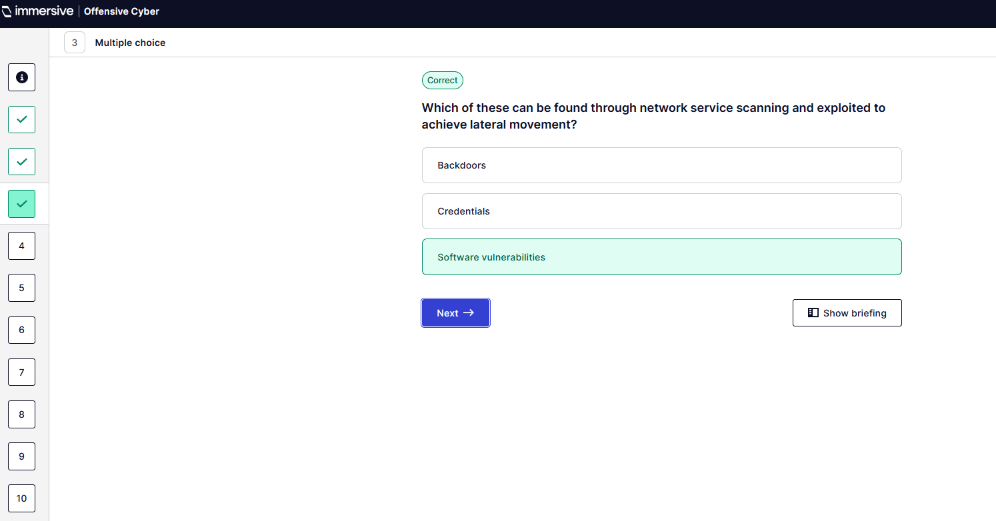 immersive | Offensive Cyber
3 Multiple choice
Correct
Which of these can be found through network service scanning and exploited to
achieve lateral movement?
Backdoors
Credentials
Software vulnerabilities
Next →
Show briefing
4
5
6
7
8
9
10